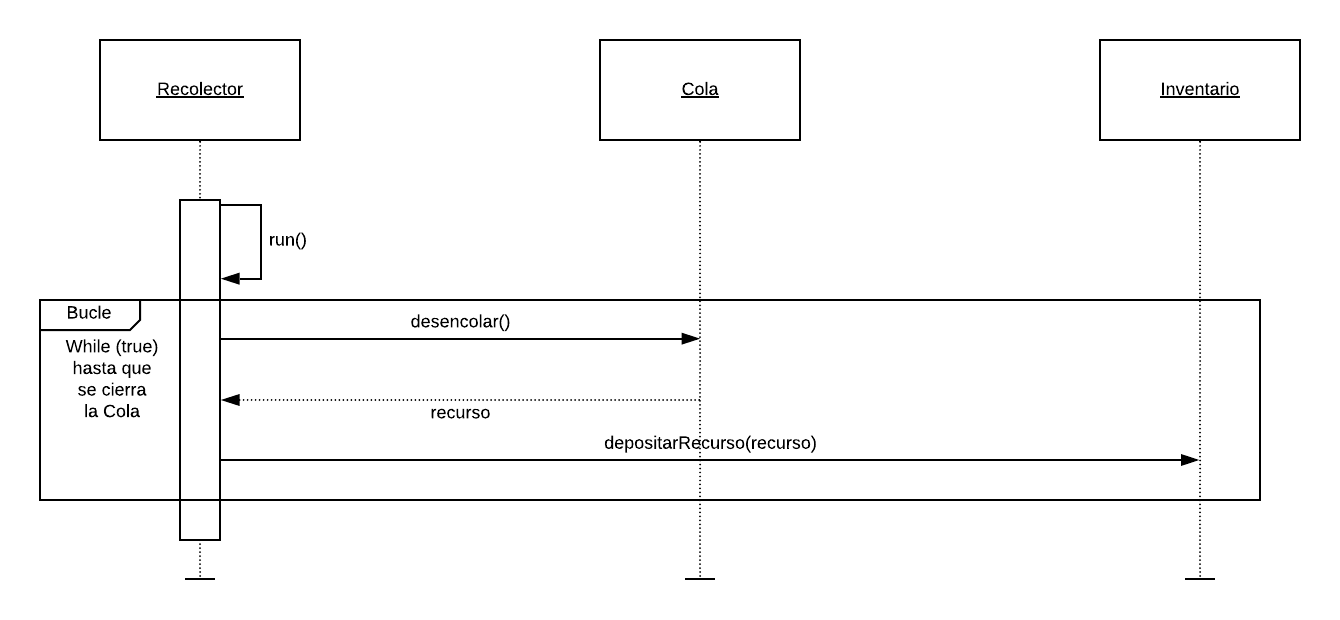 Recolector
Cola
Inventario
run()
Bucle
While (true)
hasta que
se cierra
la Cola
desencolar()
recurso
depositarRecurso(recurso)